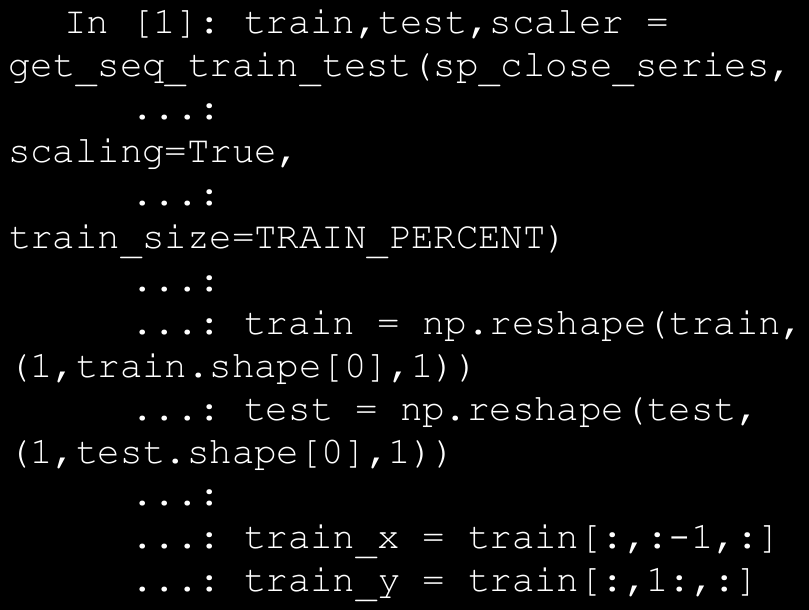 In [1]: train,test,scaler =
get_seq_train_test(sp_close_series,
...:
scaling=True,
...:
train_size=TRAIN_PERCENT)
...:
...: train = np.reshape(train,
(1,train.shape[0],1))
...: test = np.reshape(test,
(1,test.shape[0],1))
...:
...: train_x = train[:,:-1,:]
...: train_y = train[:,1:,:]